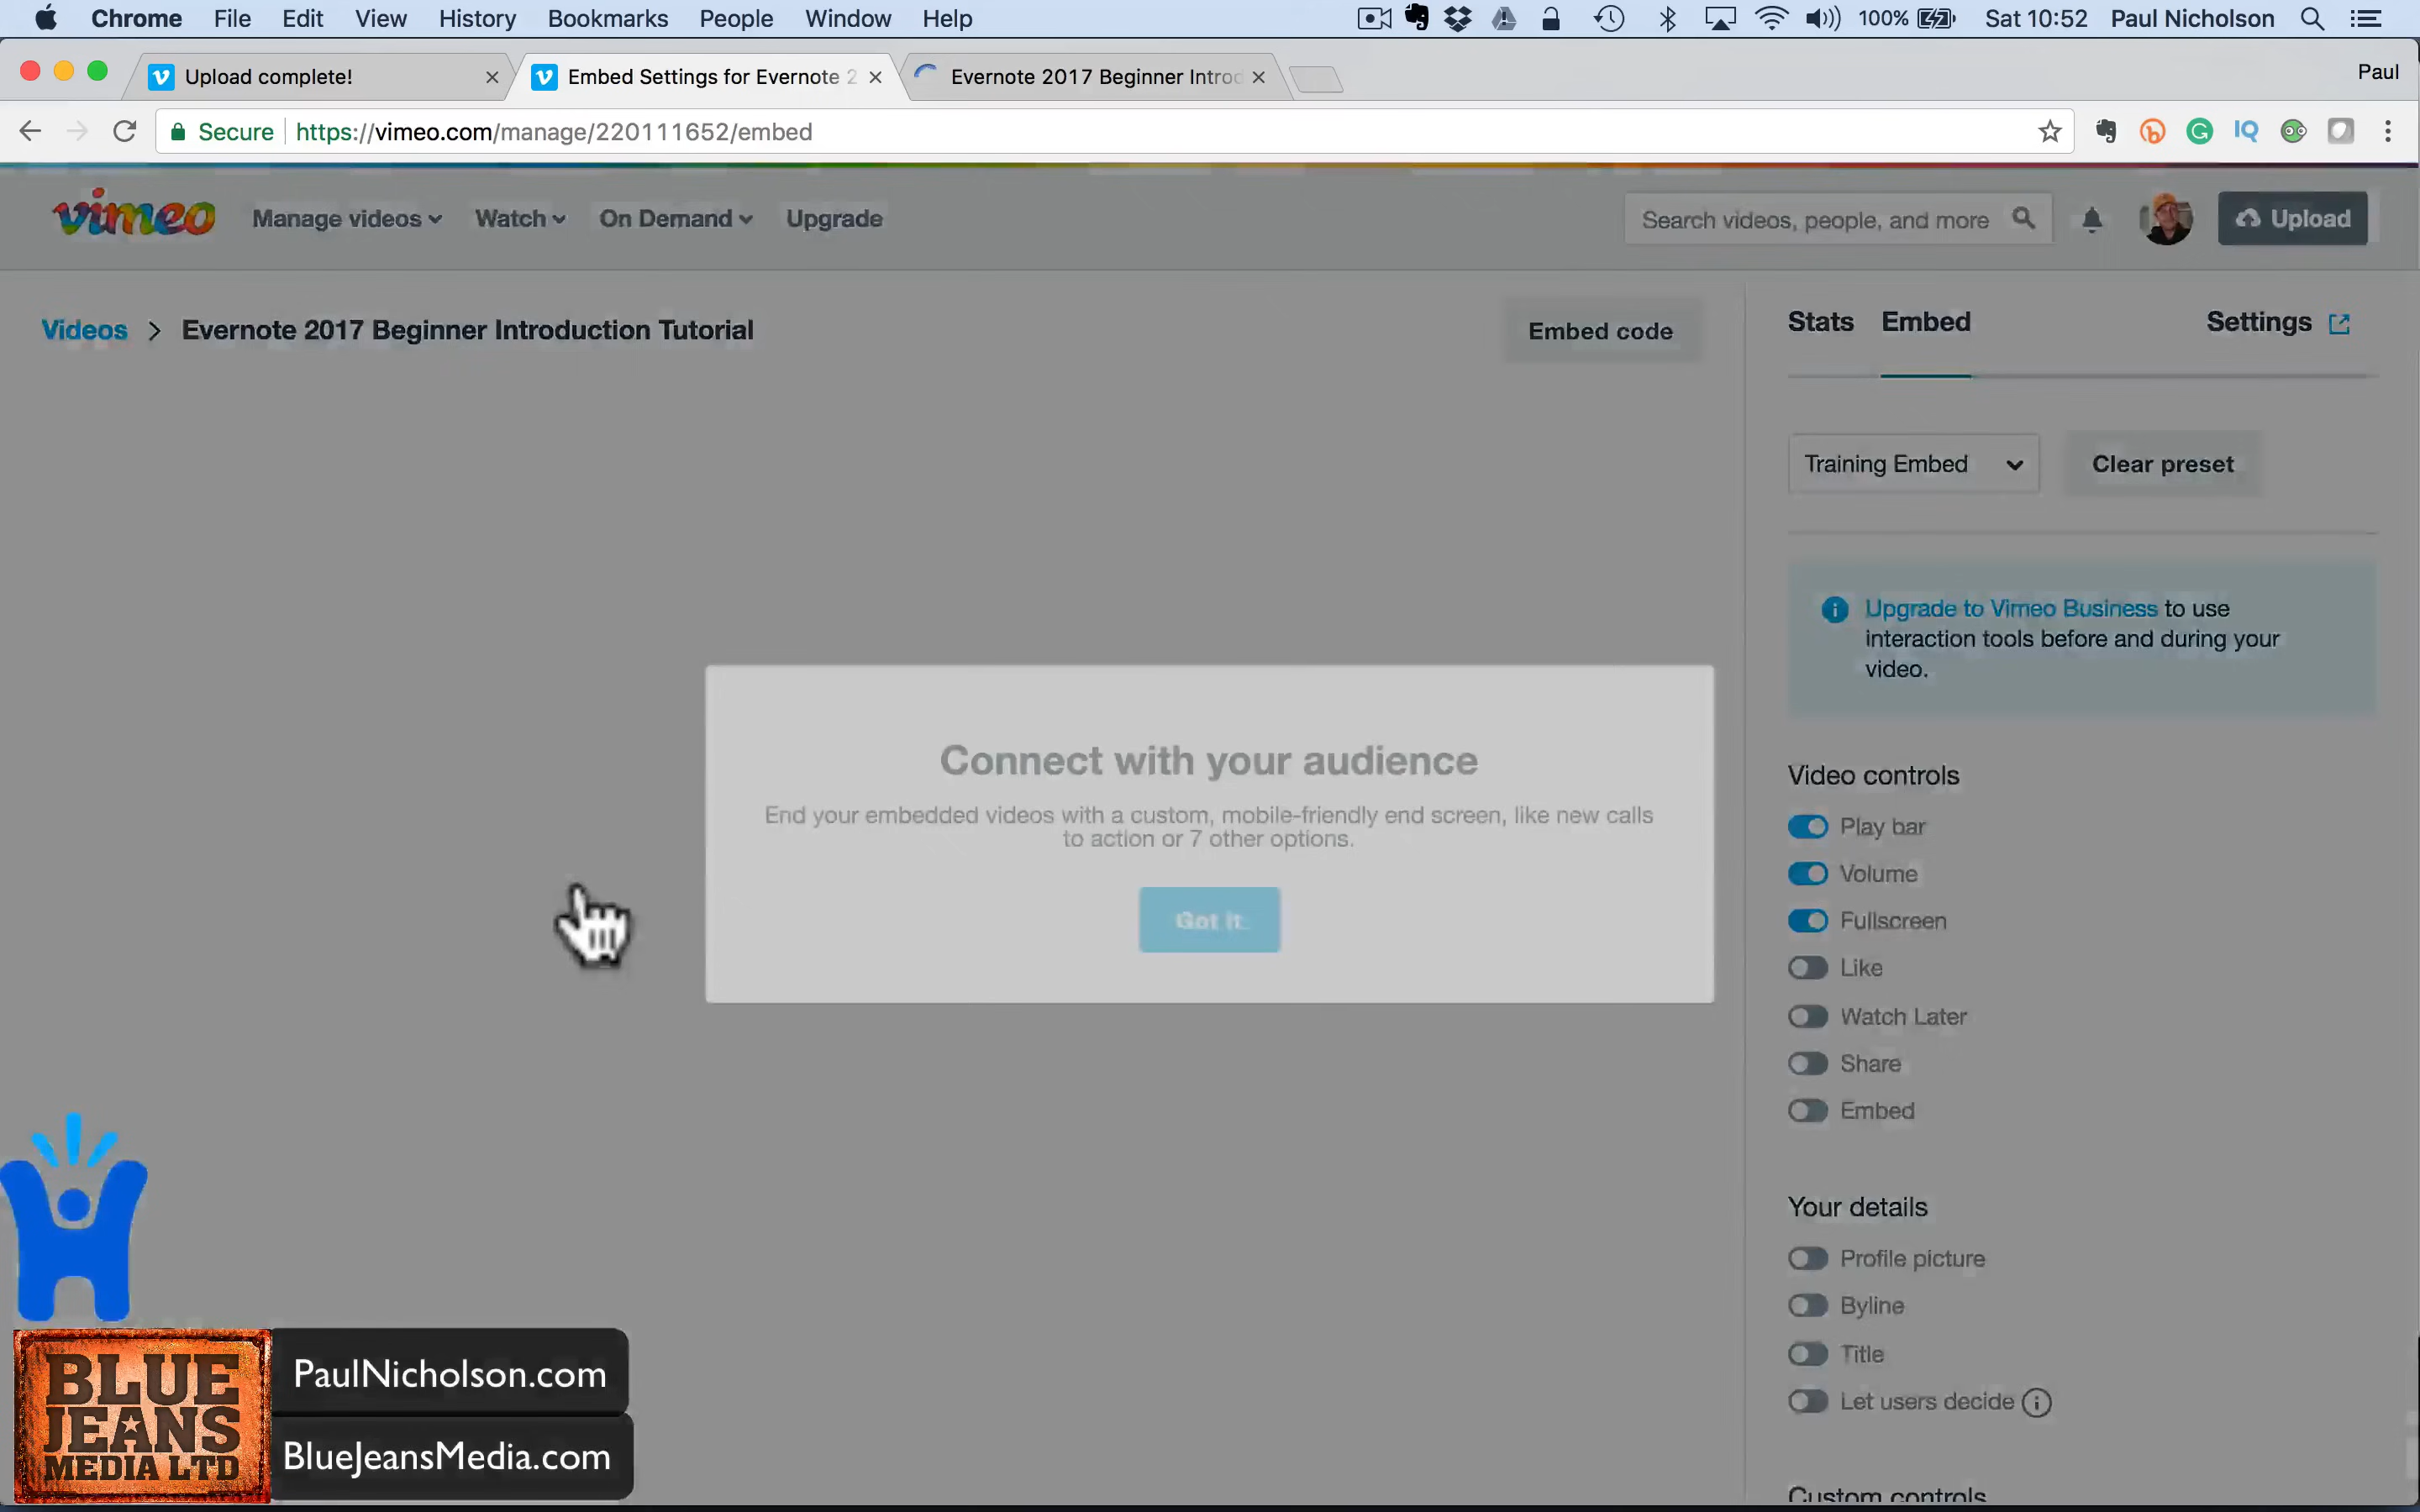 Chrome File Edit View History Bookmarks People Window Help 100% Sat 10:52 Paul Nicholson
Upload complete! Embed Settings for Evernote 2 Evernote 2017 Beginner Introd Paul
Secure https://vimeo.com/manage/220111652/embed
vimeo Manage videos Watch On Demand Upgrade Search videos, people, and more Upload
Videos > Evernote 2017 Beginner Introduction Tutorial Embed code
Stats Embed Settings
Training Embed Clear preset
Upgrade to Vimeo Business to use
interaction tools before and during your
video.
Connect with your audience
End your embedded videos with a custom, mobile-friendly end screen, like new calls
to action or 7 other options.
Got it.
Video controls
Play bar
Volume
Fullscreen
Like
Watch Later
Share
Embed
Your details
Profile picture
Byline
Title
Let users decide
Custom controls
BLUE
JEANS
MEDIA LTD
PaulNicholson.com
BlueJeansMedia.com